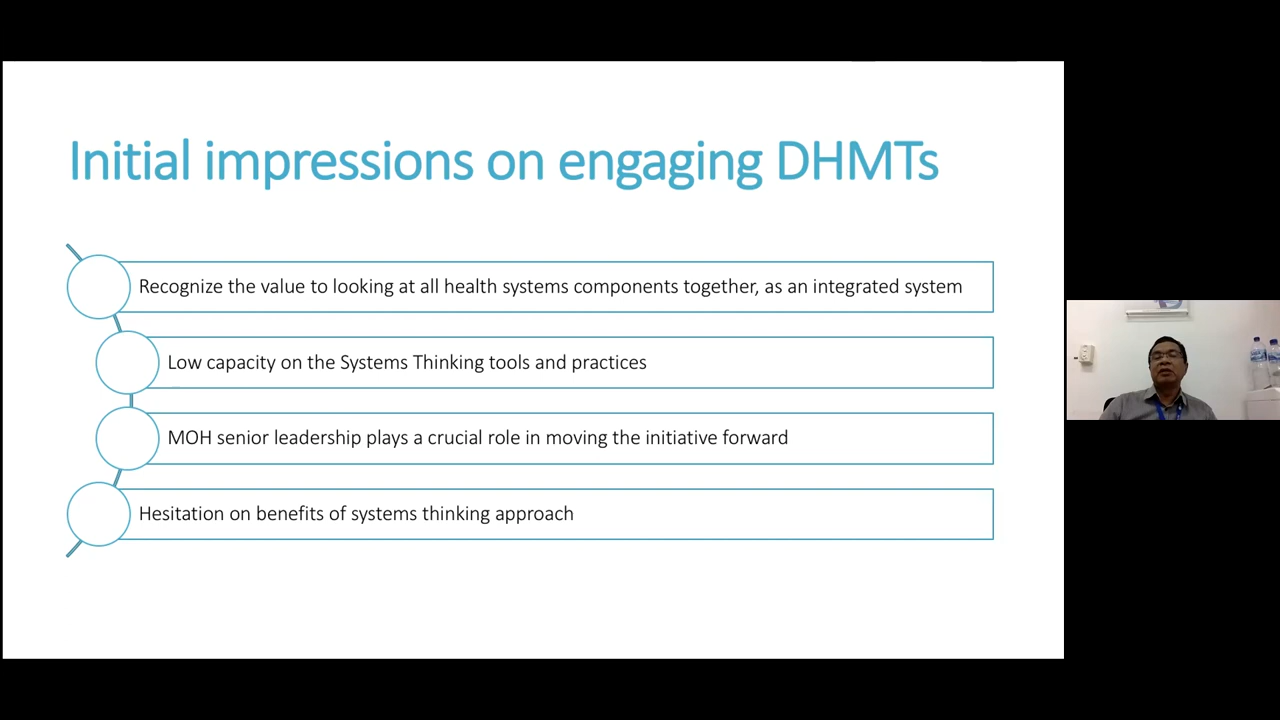 Initial impressions on engaging DHMTs
Recognize the value to looking at all health systems components together, as an integrated system
Low capacity on the Systems Thinking tools and practices
MOH senior leadership plays a crucial role in moving the initiative forward
Hesitation on benefits of systems thinking approach